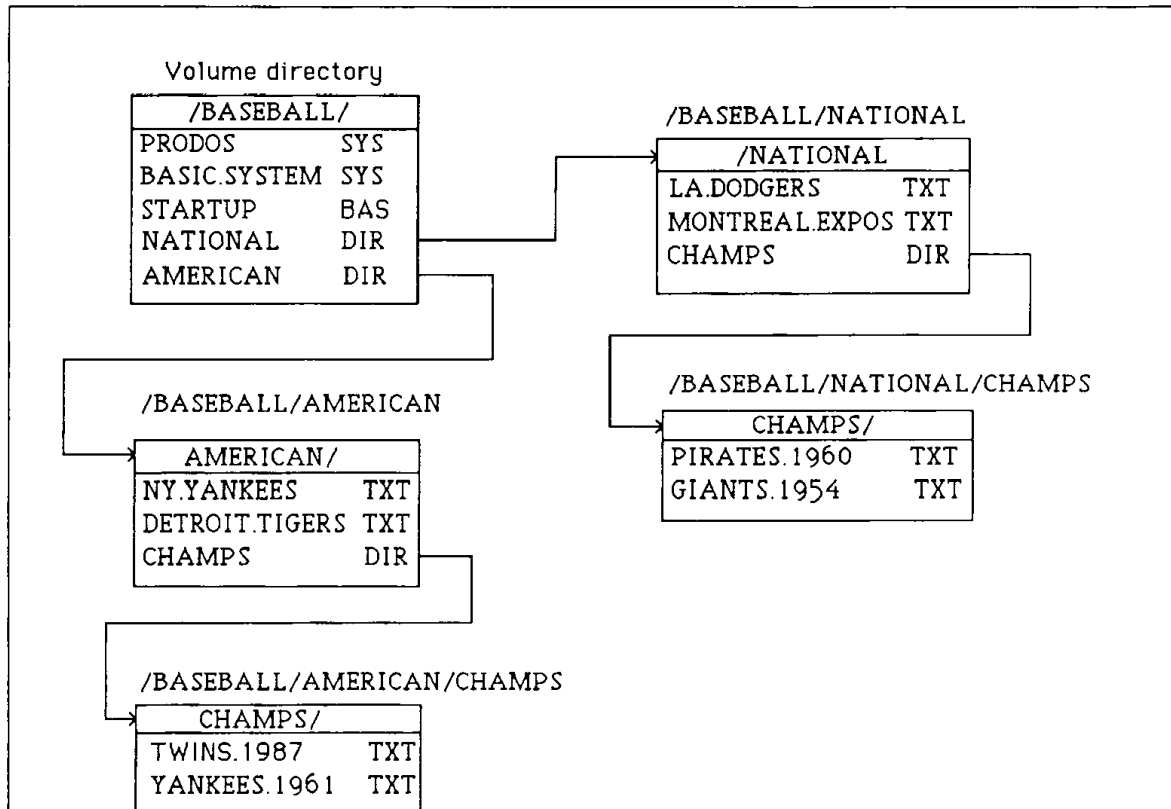 Volume directory
/BASEBALL/
PRODOS SYS
BASIC.SYSTEM SYS
STARTUP BAS
NATIONAL DIR
AMERICAN DIR
/BASEBALL/NATIONAL
/NATIONAL
LA.DODGERS TXT
MONTREAL.EXPOS TXT
CHAMPS DIR
/BASEBALL/NATIONAL/CHAMPS
CHAMPS/
PIRATES.1960 TXT
GIANTS.1954 TXT
/BASEBALL/AMERICAN
AMERICAN/
NY.YANKEES TXT
DETROIT.TIGERS TXT
CHAMPS DIR
/BASEBALL/AMERICAN/CHAMPS
CHAMPS/
TWINS.1987 TXT
YANKEES.1961 TXT